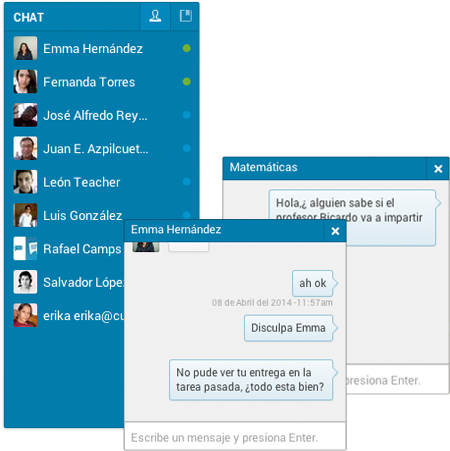 CHAT
Emma Hernández
Fernanda Torres
José Alfredo Rey...
Juan E. Azpilcuet...
León Teacher
Luis González
Rafael Camps
Salvador Lópe
erika erika@cu
Matemáticas
Hola,¿ alguien sabe si el
profesor Ricardo va a impartir
presiona Enter.
Emma Hernández
ah ok
08 de Abril del 2014 -11:57am
Disculpa Emma
No pude ver tu entrega en la
tarea pasada, ¿todo esta bien?
Escribe un mensaje y presiona Enter.